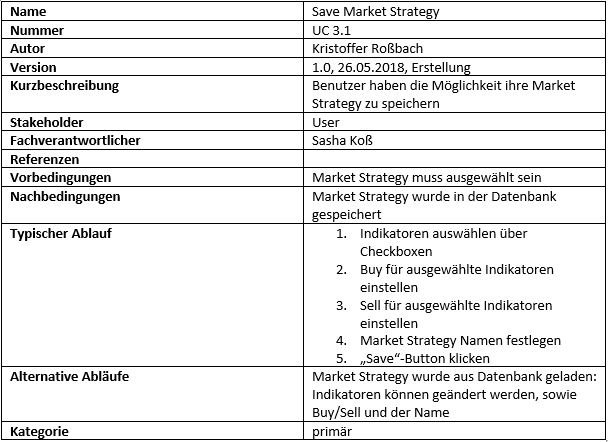 Name Save Market Strategy
Nummer UC 3.1
Autor Kristoffer Roßbach
Version 1.0, 26.05.2018, Erstellung
Kurzbeschreibung Benutzer haben die Möglichkeit ihre Market
Strategy zu speichern
Stakeholder User
Fachverantwortlicher Sasha Koß
Referenzen
Vorbedingungen Market Strategy muss ausgewählt sein
Nachbedingungen Market Strategy wurde in der Datenbank
gespeichert
Typischer Ablauf 1. Indikatoren auswählen über
Checkboxen
2. Buy für ausgewählte Indikatoren
einstellen
3. Sell für ausgewählte Indikatoren
einstellen
4. Market Strategy Namen festlegen
5. „Save“-Button klicken
Alternative Abläufe Market Strategy wurde aus Datenbank geladen:
Indikatoren können geändert werden, sowie
Buy/Sell und der Name
Kategorie primär